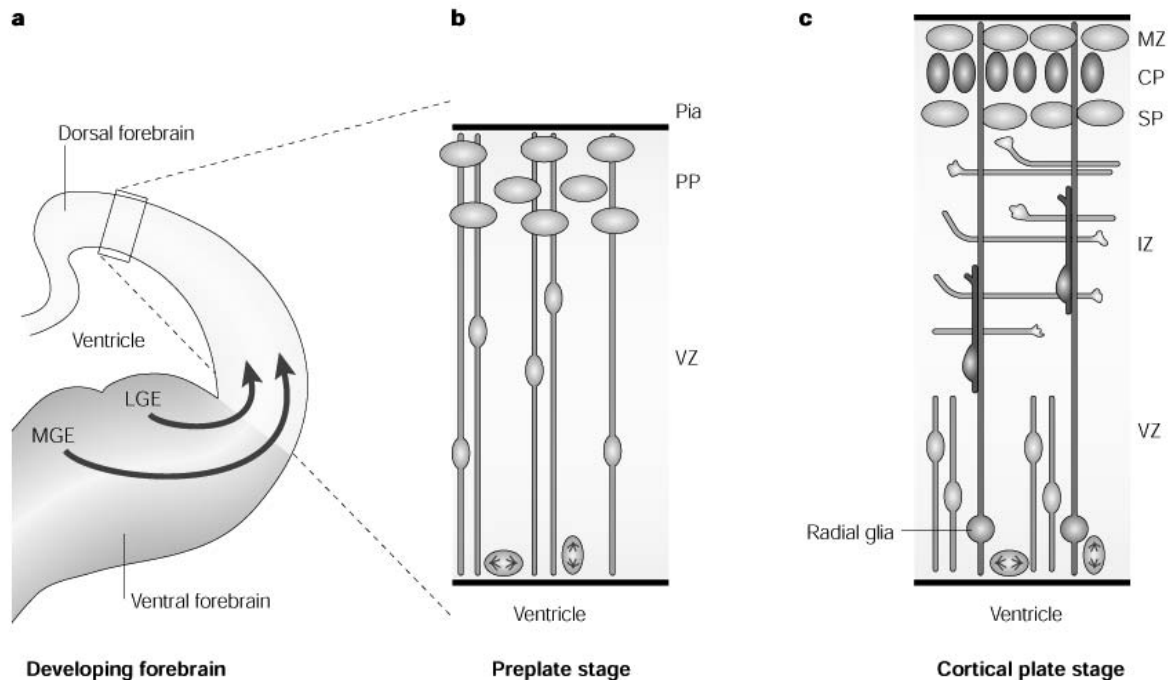 a
Dorsal forebrain
Ventricle
LGE
MGE
Ventral forebrain
Developing forebrain
b
Pia
PP
VZ
Ventricle
Preplate stage
c
MZ
CP
SP
IZ
VZ
Radial glia
Ventricle
Cortical plate stage